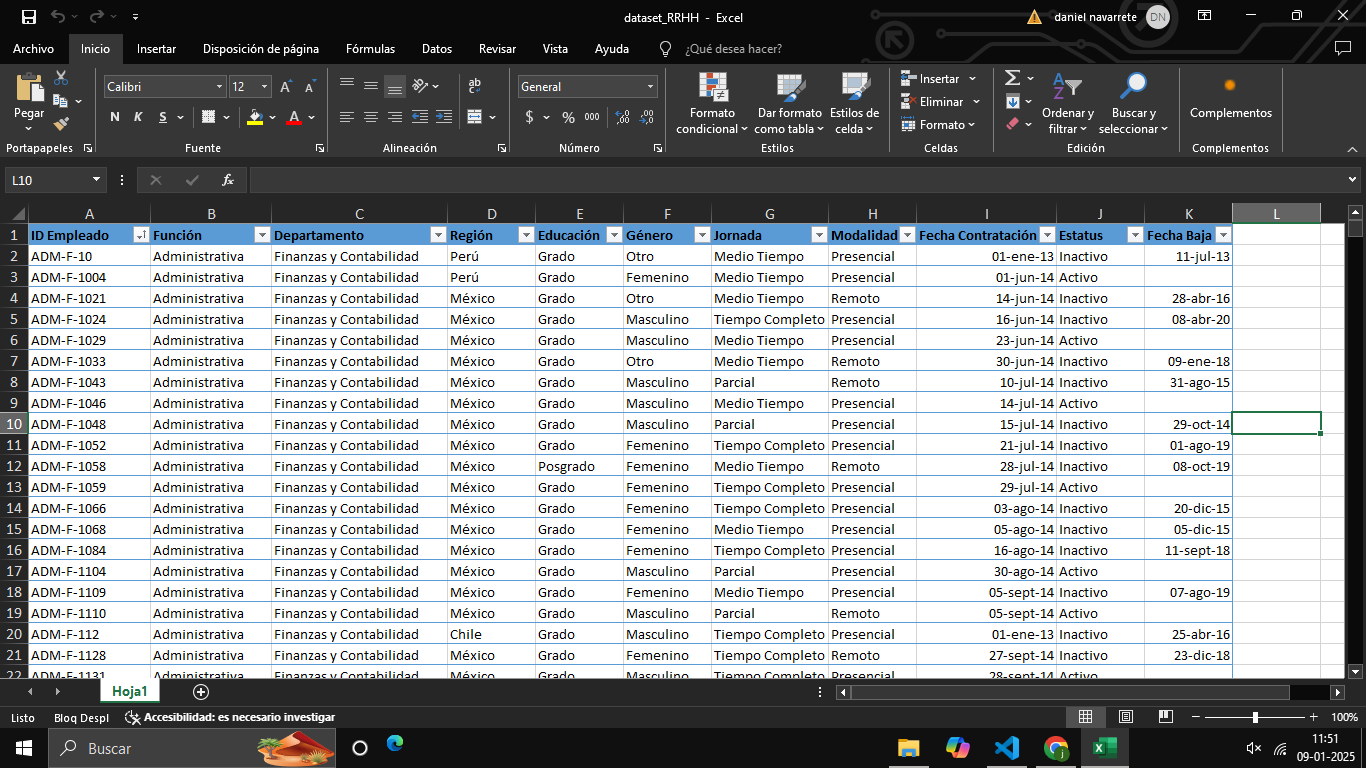 dataset_RRHH - Excel
daniel navarrete DN
Archivo Inicio Insertar Disposición de página Fórmulas Datos Revisar Vista Ayuda ¿Qué desea hacer?
Pegar
Calibri 12
N K S
ab
General
$ % 000
Formato condicional
Dar formato como tabla
Estilos de celda
Insertar
Eliminar
Formato
Ordenar y filtrar
Buscar y seleccionar
Complementos
Portapapeles Fuente Alineación Número Estilos Celdas Edición Complementos
L10 fx
A B C D E F G H I J K L
1 ID Empleado Función Departamento Región Educación Género Jornada Modalidad Fecha Contratación Estatus Fecha Baja
2 ADM-F-10 Administrativa Finanzas y Contabilidad Perú Grado Otro Medio Tiempo Presencial 01-ene-13 Inactivo 11-jul-13
3 ADM-F-1004 Administrativa Finanzas y Contabilidad Perú Grado Femenino Medio Tiempo Presencial 01-jun-14 Activo
4 ADM-F-1021 Administrativa Finanzas y Contabilidad México Grado Otro Medio Tiempo Remoto 14-jun-14 Inactivo 28-abr-16
5 ADM-F-1024 Administrativa Finanzas y Contabilidad México Grado Masculino Tiempo Completo Presencial 16-jun-14 Inactivo 08-abr-20
6 ADM-F-1029 Administrativa Finanzas y Contabilidad México Grado Masculino Medio Tiempo Presencial 23-jun-14 Activo
7 ADM-F-1033 Administrativa Finanzas y Contabilidad México Grado Otro Medio Tiempo Remoto 30-jun-14 Inactivo 09-ene-18
8 ADM-F-1043 Administrativa Finanzas y Contabilidad México Grado Masculino Parcial Remoto 10-jul-14 Inactivo 31-ago-15
9 ADM-F-1046 Administrativa Finanzas y Contabilidad México Grado Masculino Medio Tiempo Presencial 14-jul-14 Activo
10 ADM-F-1048 Administrativa Finanzas y Contabilidad México Grado Masculino Parcial Presencial 15-jul-14 Inactivo 29-oct-14
11 ADM-F-1052 Administrativa Finanzas y Contabilidad México Grado Femenino Tiempo Completo Presencial 21-jul-14 Inactivo 01-ago-19
12 ADM-F-1058 Administrativa Finanzas y Contabilidad México Posgrado Femenino Medio Tiempo Remoto 28-jul-14 Inactivo 08-oct-19
13 ADM-F-1059 Administrativa Finanzas y Contabilidad México Grado Femenino Tiempo Completo Presencial 29-jul-14 Activo
14 ADM-F-1066 Administrativa Finanzas y Contabilidad México Grado Femenino Tiempo Completo Presencial 03-ago-14 Inactivo 20-dic-15
15 ADM-F-1068 Administrativa Finanzas y Contabilidad México Grado Femenino Medio Tiempo Presencial 05-ago-14 Inactivo 05-dic-15
16 ADM-F-1084 Administrativa Finanzas y Contabilidad México Grado Femenino Tiempo Completo Presencial 16-ago-14 Inactivo 11-sept-18
17 ADM-F-1104 Administrativa Finanzas y Contabilidad México Grado Masculino Parcial Presencial 30-ago-14 Activo
18 ADM-F-1109 Administrativa Finanzas y Contabilidad México Grado Femenino Medio Tiempo Presencial 05-sept-14 Inactivo 07-ago-19
19 ADM-F-1110 Administrativa Finanzas y Contabilidad México Grado Masculino Parcial Remoto 05-sept-14 Activo
20 ADM-F-112 Administrativa Finanzas y Contabilidad Chile Grado Masculino Tiempo Completo Presencial 01-ene-13 Inactivo 25-abr-16
21 ADM-F-1128 Administrativa Finanzas y Contabilidad México Grado Femenino Tiempo Completo Remoto 27-sept-14 Inactivo 23-dic-18
22 ADM-F-1131 Administrativa Finanzas y Contabilidad México Grado Masculino Tiempo Completo Presencial 28-sept-14 Activo
Hoja1
Listo Bloq Despl Accesibilidad: es necesario investigar 100%
Buscar
11:51
09-01-2025